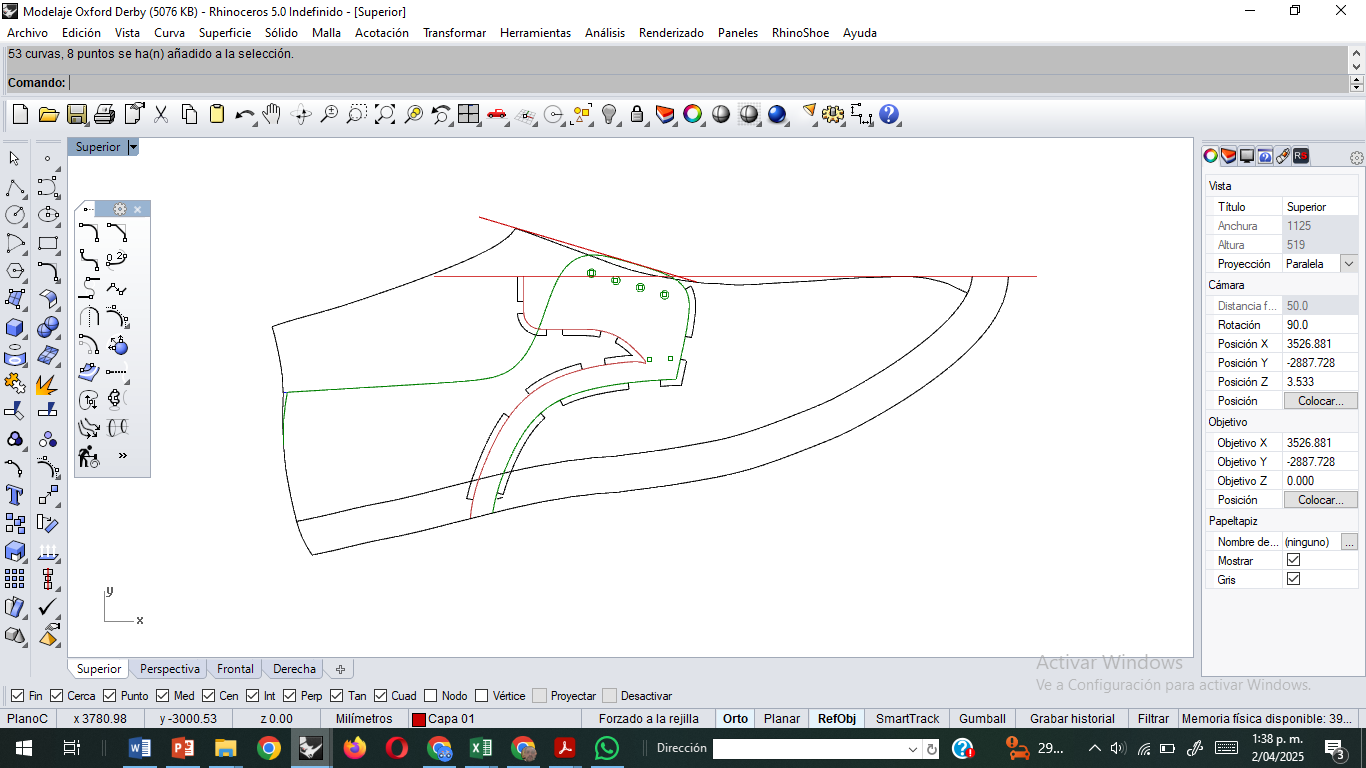 Modelaje Oxford Derby (5076 KB) - Rhinoceros 5.0 Indefinido - [Superior]
Archivo Edición Vista Curva Superficie Sólido Malla Acotación Transformar Herramientas Análisis Renderizado Paneles RhinoShoe Ayuda
53 curvas, 8 puntos se ha(n) añadido a la selección.
Comando:
Superior
Vista
Título Superior
Anchura 1125
Altura 519
Proyección Paralela
Cámara
Distancia f... 50.0
Rotación 90.0
Posición X 3526.881
Posición Y -2887.728
Posición Z 3.533
Posición Colocar...
Objetivo
Objetivo X 3526.881
Objetivo Y -2887.728
Objetivo Z 0.000
Posición Colocar...
Papeltapiz
Nombre de... (ninguno) ...
Mostrar
Gris
y
x
Activar Windows
Ve a Configuración para activar Windows.
Superior Perspectiva Frontal Derecha
Fin Cerca Punto Med Cen Int Perp Tan Cuad Nodo Vértice Proyectar Desactivar
PlanoC x 3780.98 y -3000.53 z 0.00 Milímetros Capa 01 Forzado a la rejilla Orto Planar RefObj SmartTrack Gumball Grabar historial Filtrar Memoria física disponible: 39...
Dirección 29... 1:38 p. m.
2/04/2025 3